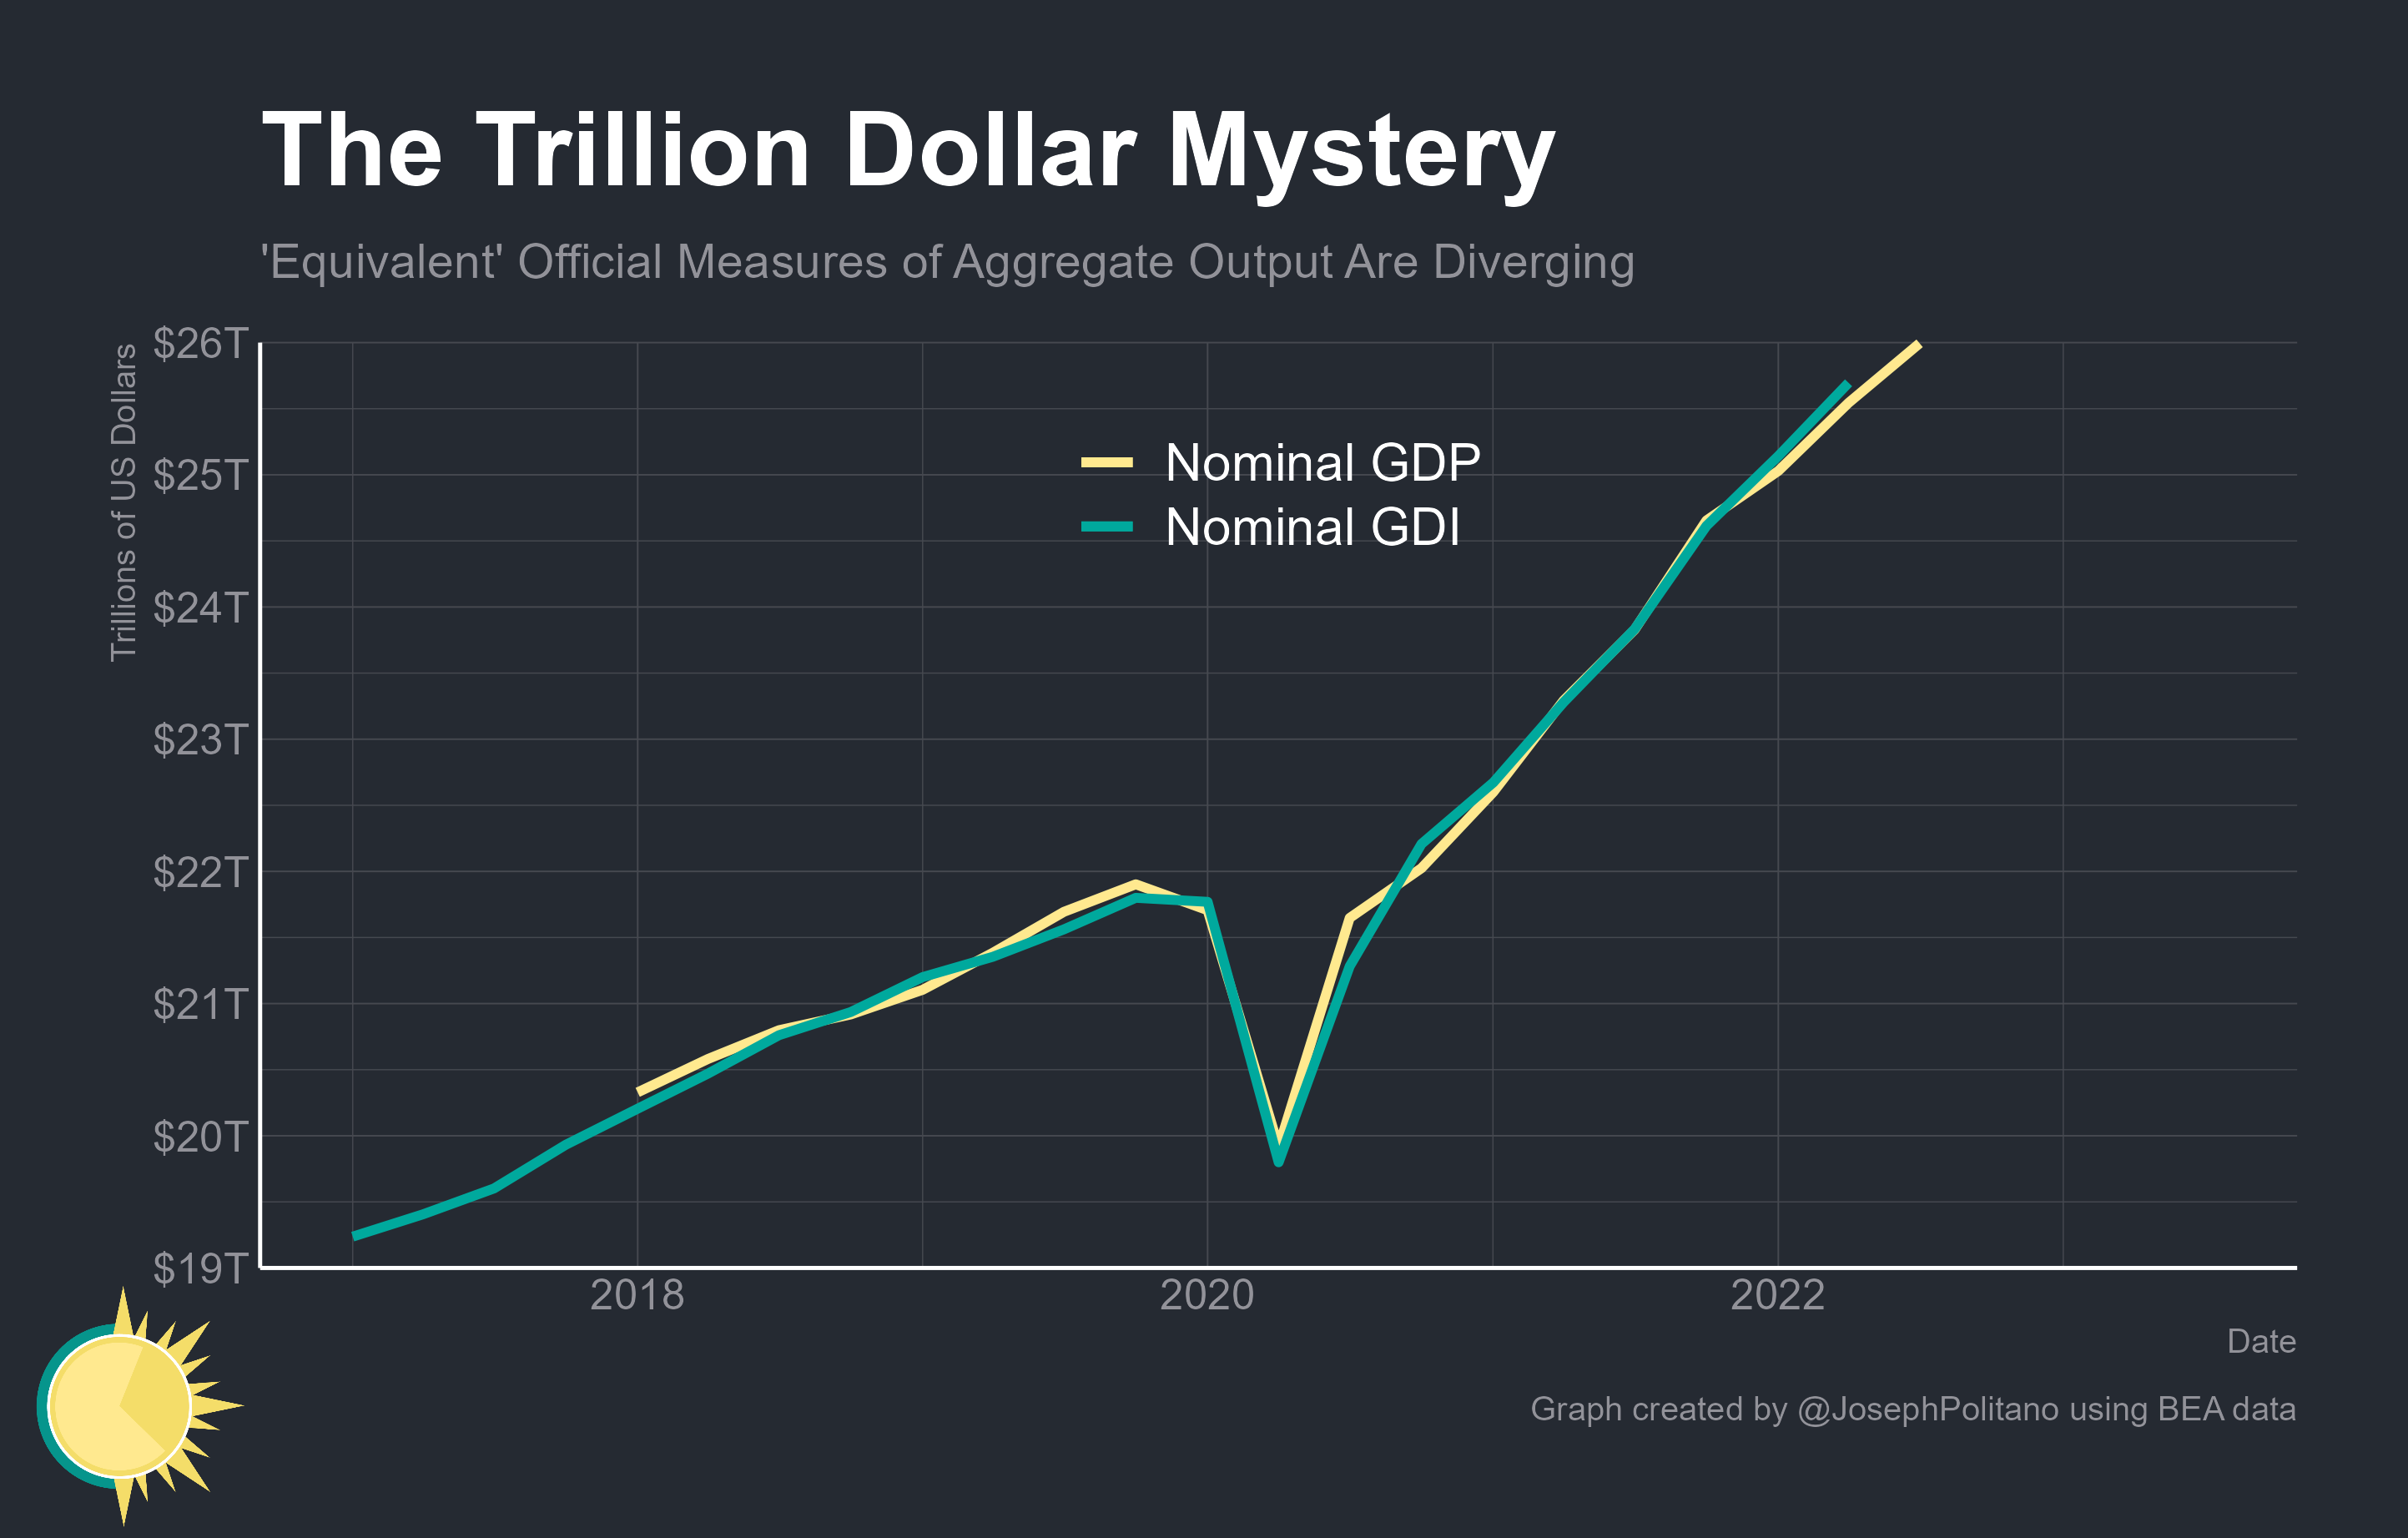 The Trillion Dollar Mystery
'Equivalent' Official Measures of Aggregate Output Are Diverging
Trillions of US Dollars
$26T
$25T
$24T
$23T
$22T
$21T
$20T
$19T
Nominal GDP
Nominal GDI
2018
2020
2022
Date
Graph created by @JosephPolitano using BEA data